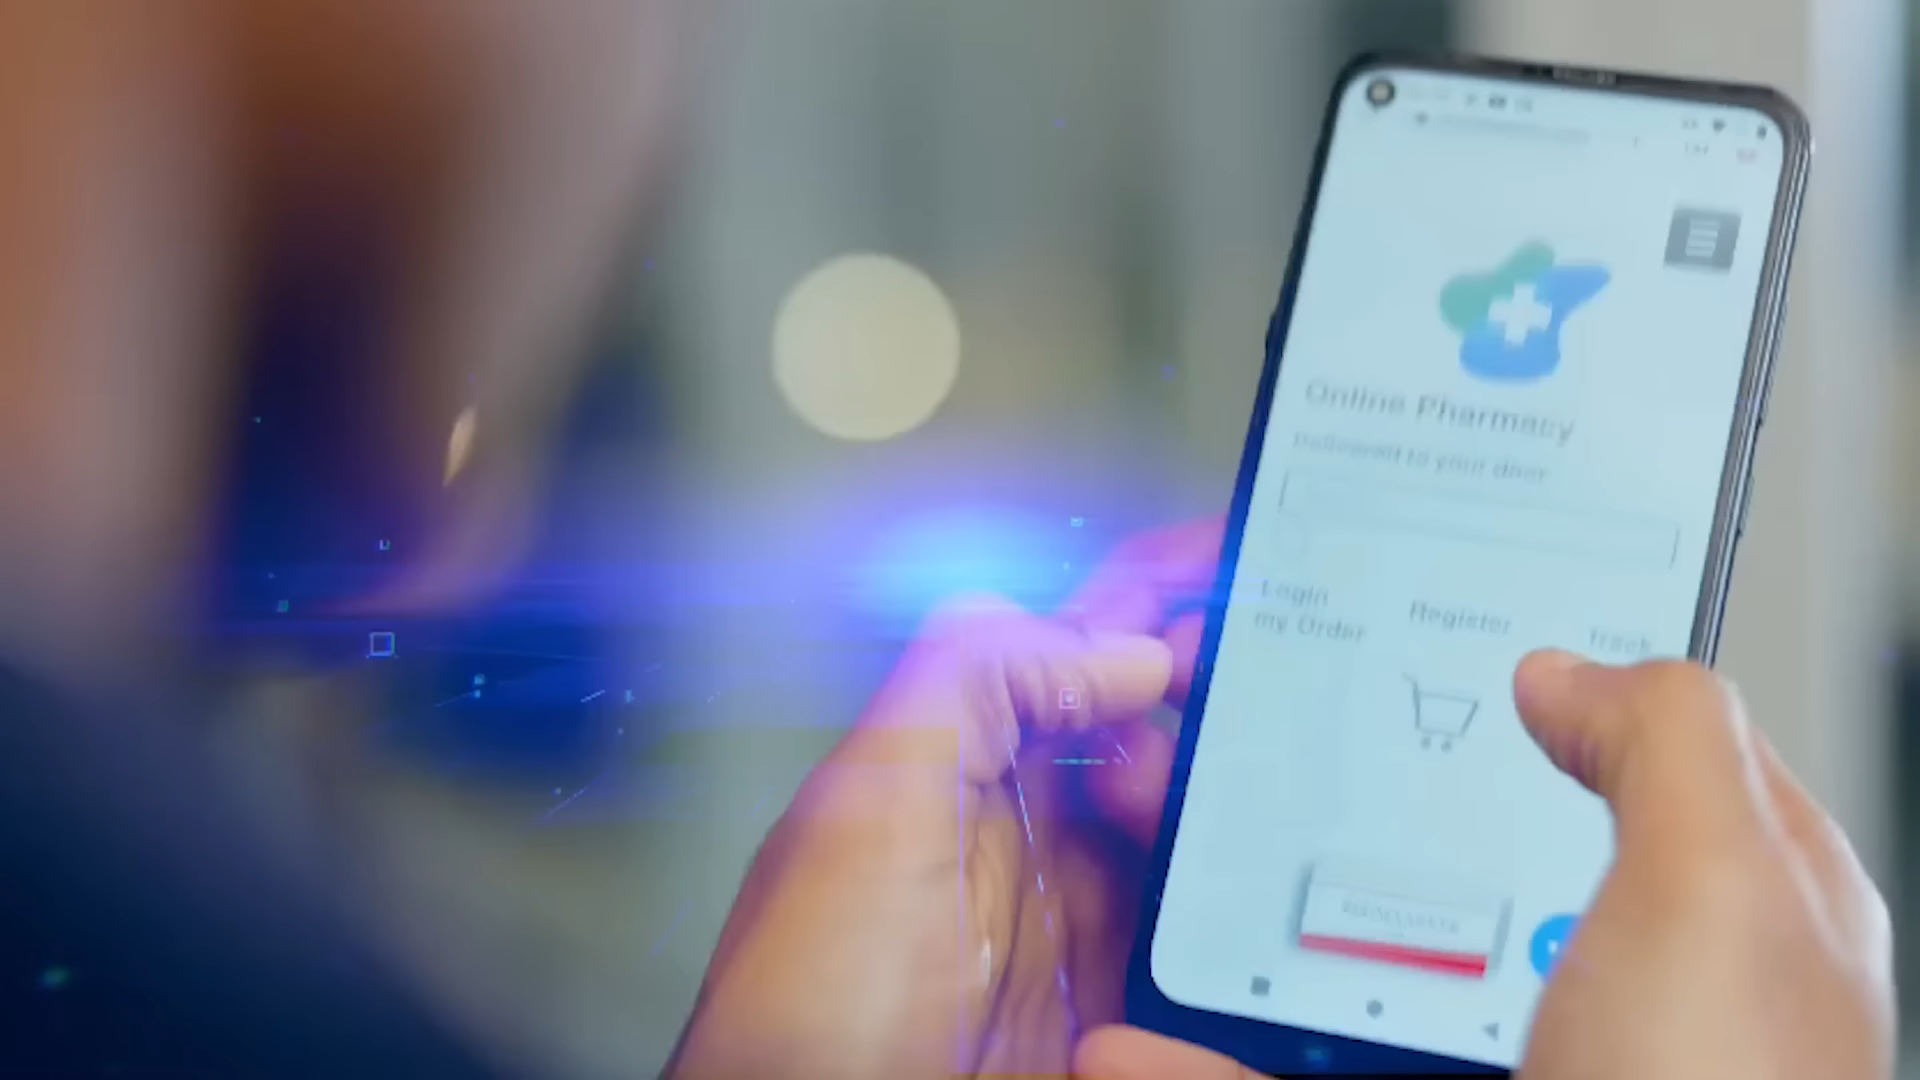 Online Pharmacy
Delivered to your door
Login
Register
Track
my Order